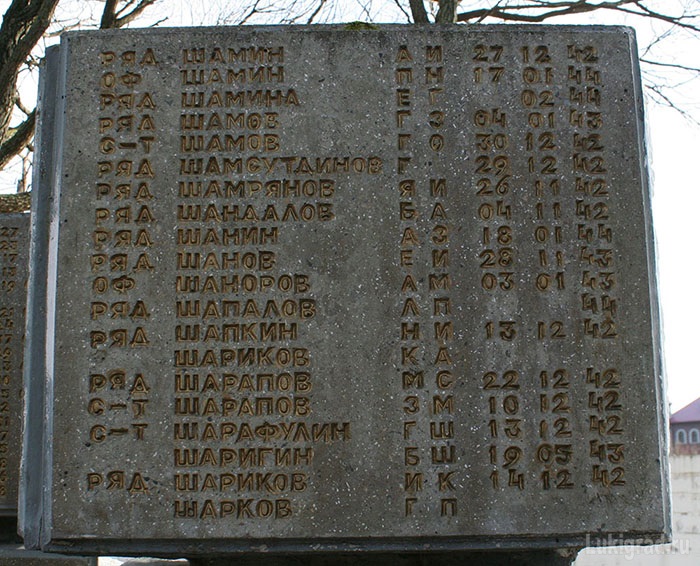 РЯД ШАМИН А И 27 12 42
ОФ ШАМИН П Н 17 01 44
РЯД ШАМИНА Е Г 02 44
РЯД ШАМОЗ Г З 04 01 43
С-Т ШАМОВ Г О 30 12 42
РЯД ШАМСУТДИНОВ Г 29 12 42
РЯД ШАМРЯНОВ Я И 26 11 42
РЯД ШАНДАЛОВ Б А 04 11 42
РЯД ШАНИН А З 18 01 44
РЯД ШАНОВ Е И 28 11 43
ОФ ШАНОРОВ А М 03 01 43
РЯД ШАПАЛОВ Л П 44
РЯД ШАПКИН Н И 13 12 42
ШАРИКОВ К А
РЯД ШАРАПОВ М С 22 12 42
С-Т ШАРАПОВ З М 10 12 42
С-Т ШАРАФУЛИН Г Ш 13 12 42
ШАРИГИН Б Ш 19 03 43
РЯД ШАРИКОВ И К 14 12 42
ШАРКОВ Г П
Lukigrad.ru